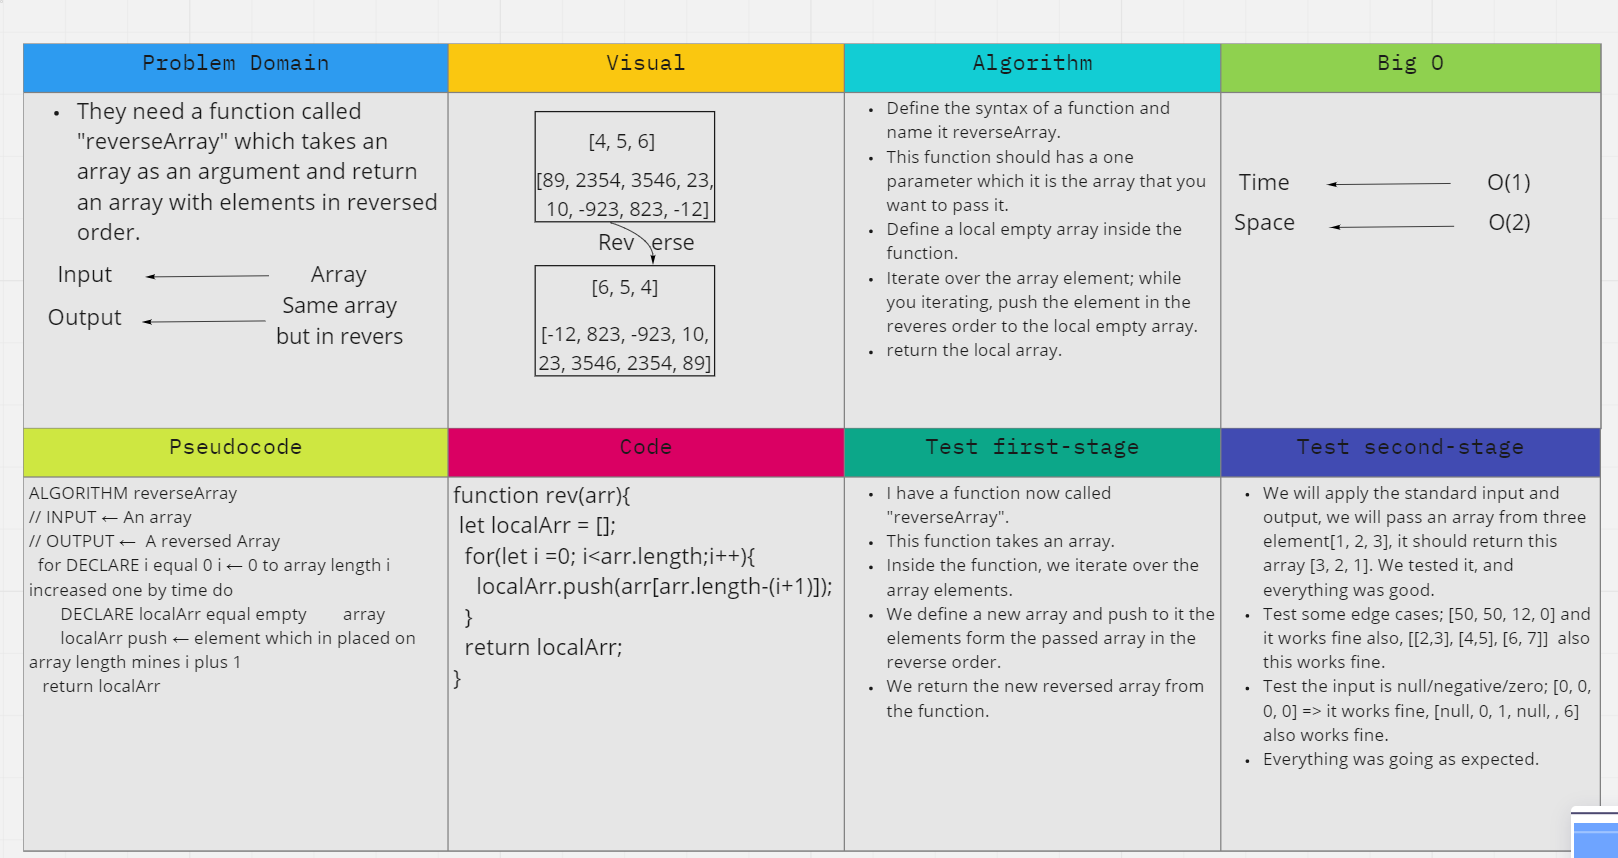 Problem Domain
• They need a function called
"reverseArray" which takes an
array as an argument and return
an array with elements in reversed
order.
Input
Array
Output
Same array
but in revers
Visual
[4, 5, 6]
[89, 2354, 3546, 23,
10, -923, 823, -12]
Rev erse
[6, 5, 4]
[-12, 823, -923, 10,
23, 3546, 2354, 89]
Algorithm
• Define the syntax of a function and
name it reverseArray.
• This function should has a one
parameter which it is the array that you
want to pass it.
• Define a local empty array inside the
function.
• Iterate over the array element; while
you iterating, push the element in the
reveres order to the local empty array.
• return the local array.
Big O
Time
O(1)
Space
O(2)
Pseudocode
ALGORITHM reverseArray
// INPUT ← An array
// OUTPUT ← A reversed Array
for DECLARE i equal 0 i ← 0 to array length i
increased one by time do
DECLARE localArr equal empty array
localArr push ← element which in placed on
array length mines i plus 1
return localArr
Code
function rev(arr){
let localArr = [];
for(let i =0; i<arr.length;i++){
localArr.push(arr[arr.length-(i+1)]);
}
return localArr;
}
Test first-stage
• I have a function now called
"reverseArray".
• This function takes an array.
• Inside the function, we iterate over the
array elements.
• We define a new array and push to it the
elements form the passed array in the
reverse order.
• We return the new reversed array from
the function.
Test second-stage
• We will apply the standard input and
output, we will pass an array from three
element[1, 2, 3], it should return this
array [3, 2, 1]. We tested it, and
everything was good.
• Test some edge cases; [50, 50, 12, 0] and
it works fine also, [[2,3], [4,5], [6, 7]] also
this works fine.
• Test the input is null/negative/zero; [0, 0,
0, 0] => it works fine, [null, 0, 1, null, , 6]
also works fine.
• Everything was going as expected.